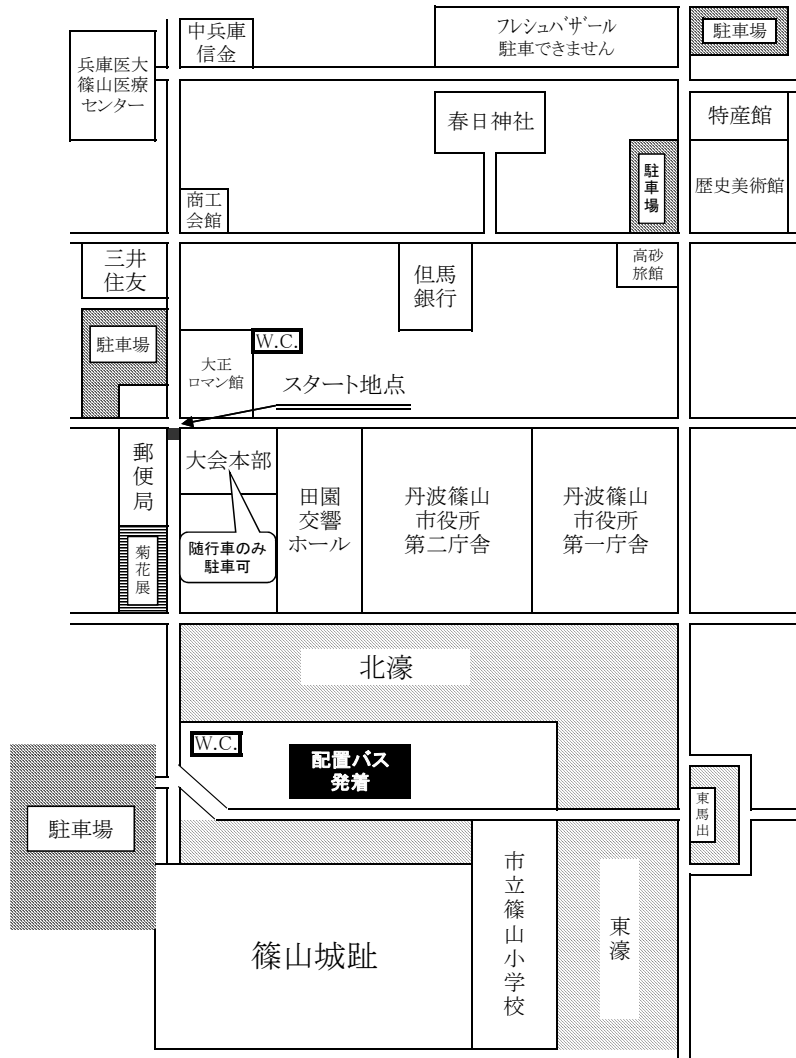 中兵庫
信金
フレシュバザール
駐車できません
駐車場
兵庫医大
篠山医療
センター
春日神社
特産館
駐車場
歴史美術館
商工
会館
三井
住友
但馬
銀行
高砂
旅館
駐車場
W.C.
大正
ロマン館
スタート地点
郵便局
大会本部
田園
交響
ホール
丹波篠山
市役所
第二庁舎
丹波篠山
市役所
第一庁舎
随行車のみ
駐車可
菊花展
北濠
W.C.
配置バス
発着
東馬出
駐車場
市立篠山小学校
東濠
篠山城趾